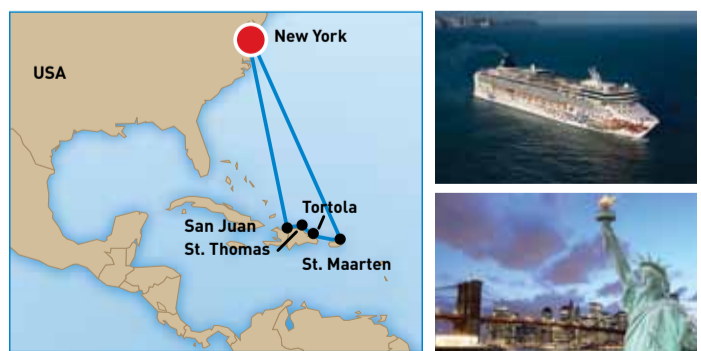 New York
USA
Tortola
San Juan
St. Thomas
St. Maarten